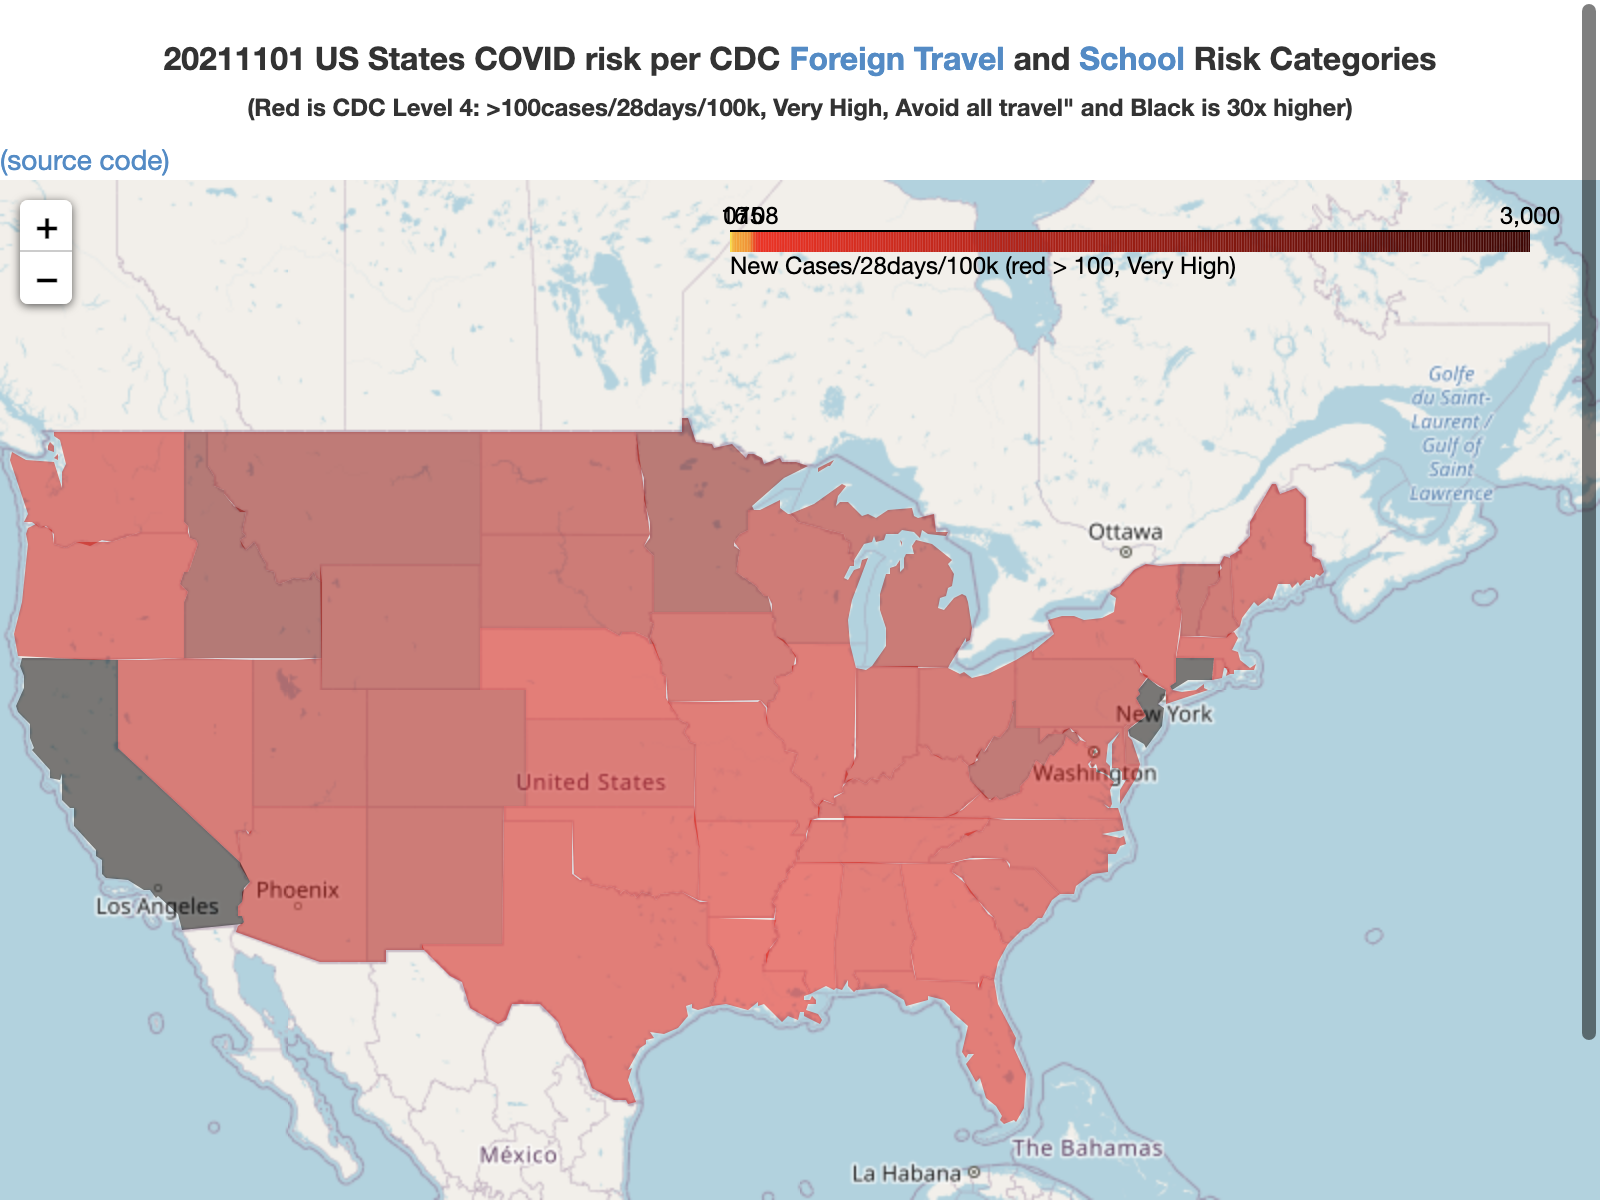 20211101 US States COVID risk per CDC Foreign Travel and School Risk Categories
(Red is CDC Level 4: >100cases/28days/100k, Very High, Avoid all travel" and Black is 30x higher)
(source code)
+
−
3,000
New Cases/28days/100k (red > 100, Very High)
Golfe
du Saint-
Laurent /
Gulf of
Saint
Lawrence
Ottawa
New York
Washington
United States
Phoenix
Los Angeles
The Bahamas
México
La Habana